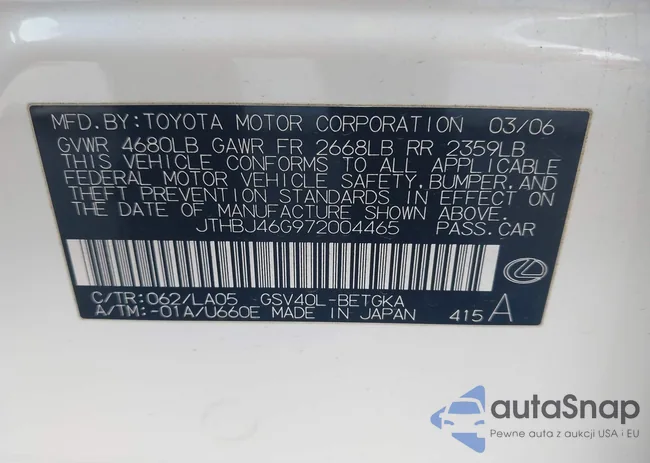 MFD.BY:TOYOTA MOTOR CORPORATION 03/06
GVWR 4680LB GAWR FR 2668LB RR 2359LB
THIS VEHICLE CONFORMS TO ALL APPLICABLE
FEDERAL MOTOR VEHICLE SAFETY,BUMPER,AND
THEFT PREVENTION STANDARDS IN EFFECT ON
THE DATE OF MANUFACTURE SHOWN ABOVE.
JTHBJ46G972004465 PASS.CAR
C/TR:062/LA05 GSV40L-BETGKA
A/TM:-01A/U660E MADE IN JAPAN 415 A
autoSnap
Pewne auta z aukcji USA i EU